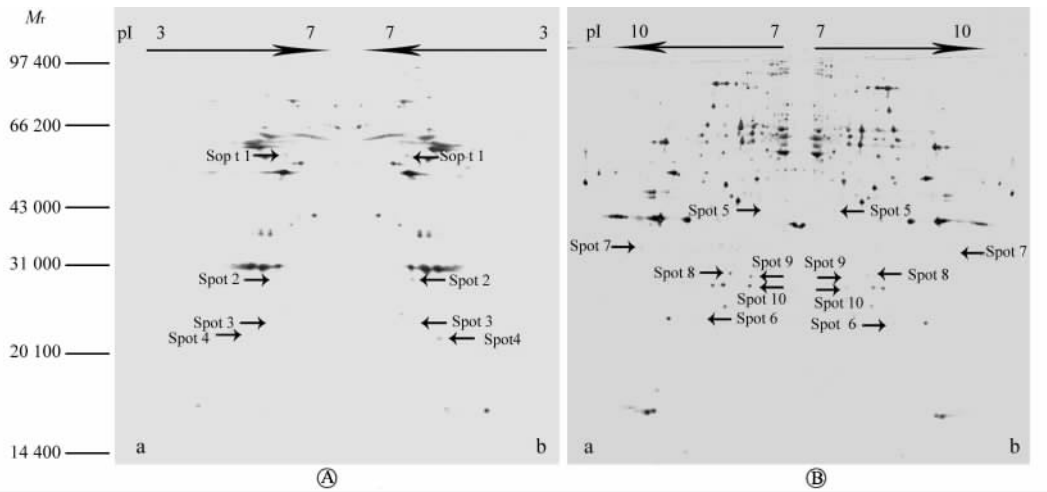 Mr
pI 3 7 7 3
pI 10 7 7 10
97 400
66 200
Sop t 1 Sop t 1
43 000
Spot 5 Spot 5
Spot 7 Spot 7
31 000
Spot 2 Spot 2
Spot 8 Spot 9 Spot 9 Spot 8
Spot 10 Spot 10
Spot 3 Spot 3
Spot 6 Spot 6
Spot 4 Spot4
20 100
14 400
a b
a b
Ⓐ Ⓑ